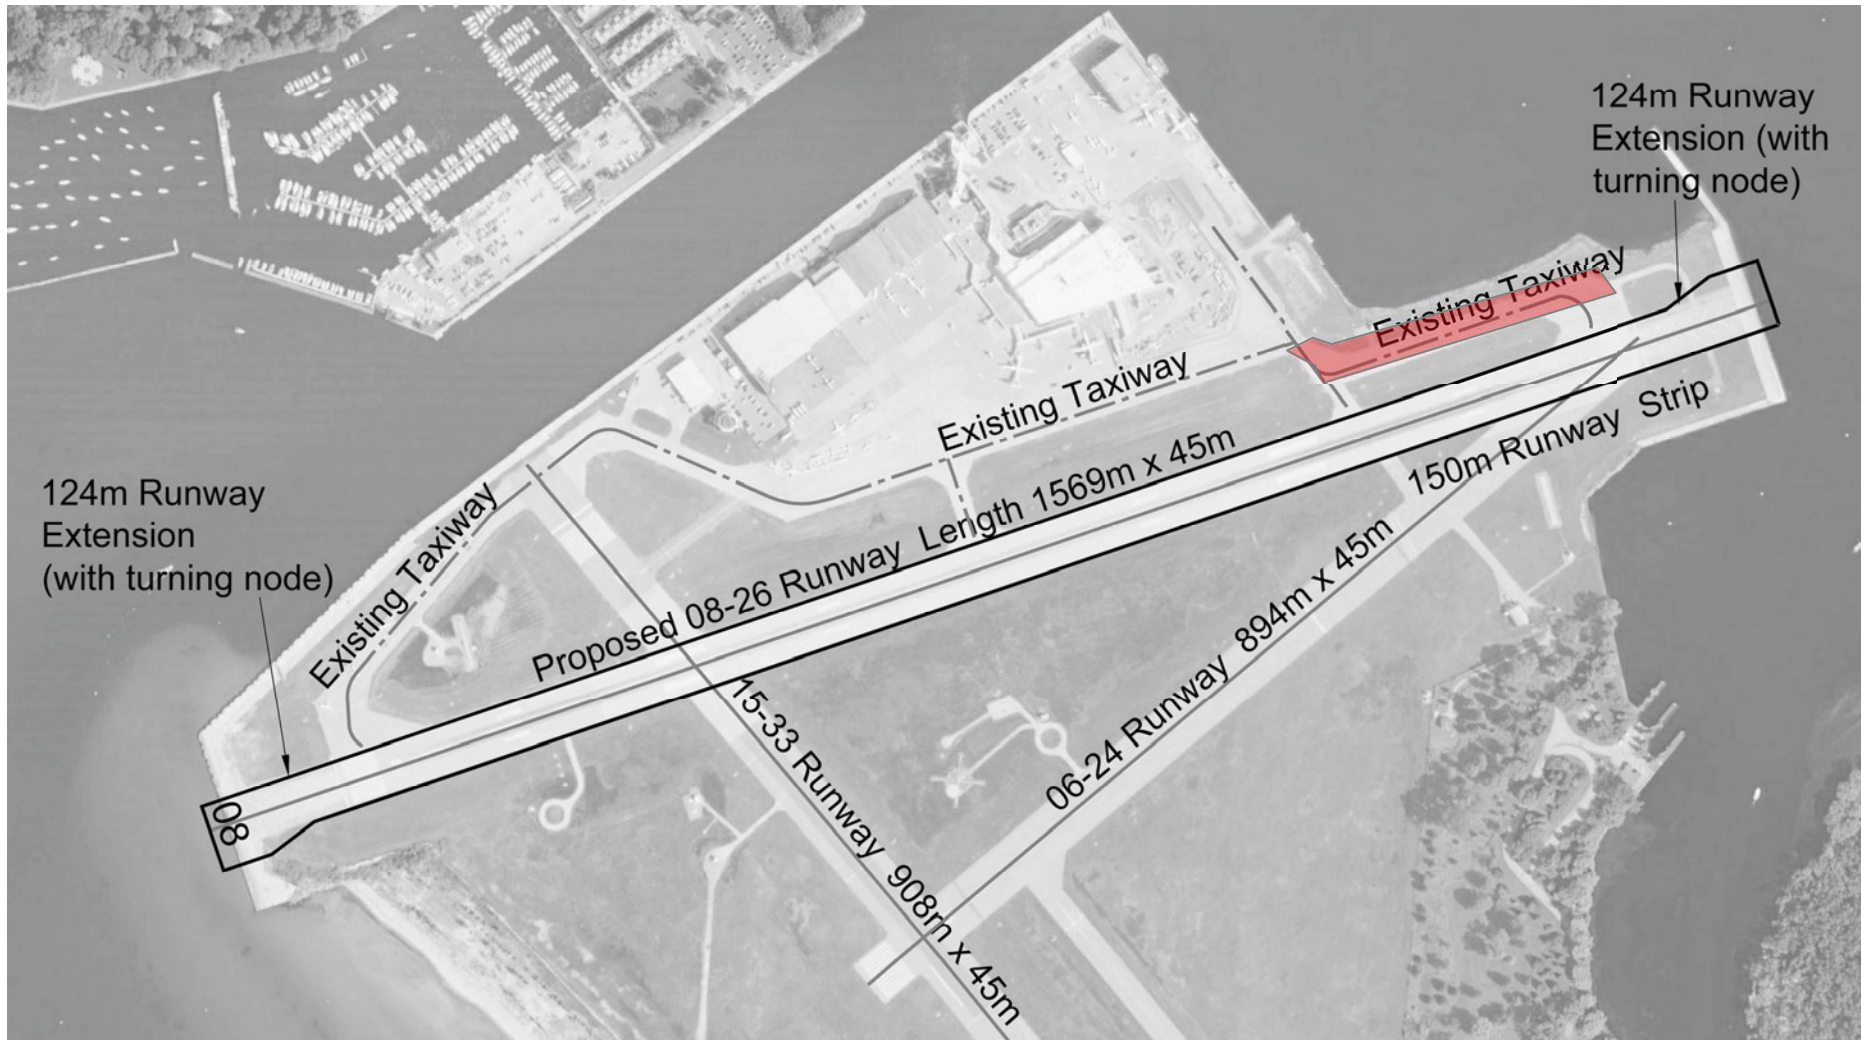 124m Runway
Extension (with
turning node)
Existing Taxiway
Existing Taxiway
124m Runway
Extension
(with turning node)
Existing Taxiway
Proposed 08-26 Runway Length 1569m x 45m
150m Runway Strip
08
15-33 Runway 908m x 45m
06-24 Runway 894m x 45m